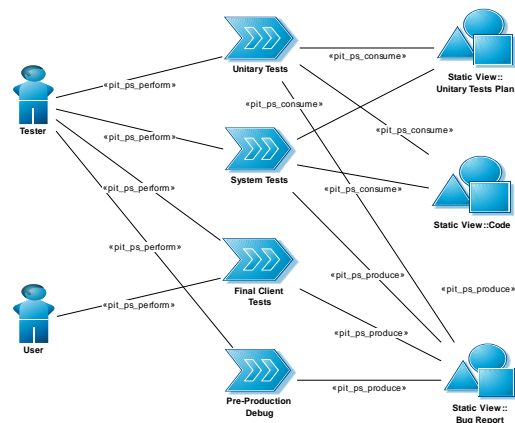 «pit_ps_consume»
Unitary Tests
Static View::
Unitary Tests Plan
«pit_ps_perform»
«pit_ps_consume»
Tester
«pit_ps_perform»
«pit_ps_consume»
«pit_ps_consume»
System Tests
«pit_ps_perform»
Static View::Code
«pit_ps_perform»
«pit_ps_produce»
«pit_ps_produce»
Final Client
Tests
«pit_ps_perform»
«pit_ps_produce»
User
«pit_ps_produce»
Pre-Production
Debug
Static View::
Bug Report